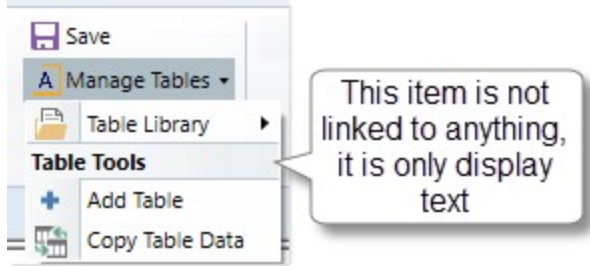 Save
A Manage Tables
Table Library
Table Tools
Add Table
Copy Table Data
This item is not
linked to anything,
it is only display
text